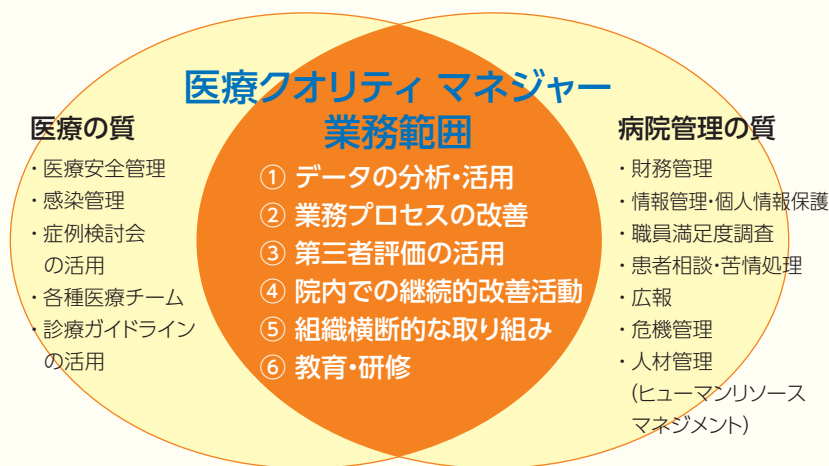 医療クオリティ マネジャー
業務範囲
医療の質
・医療安全管理
・感染管理
・症例検討会
の活用
・各種医療チーム
・診療ガイドライン
の活用
① データの分析・活用
② 業務プロセスの改善
③ 第三者評価の活用
④ 院内での継続的改善活動
⑤ 組織横断的な取り組み
⑥ 教育・研修
病院管理の質
・財務管理
・情報管理・個人情報保護
・職員満足度調査
・患者相談・苦情処理
・広報
・危機管理
・人材管理
(ヒューマンリソース
マネジメント)